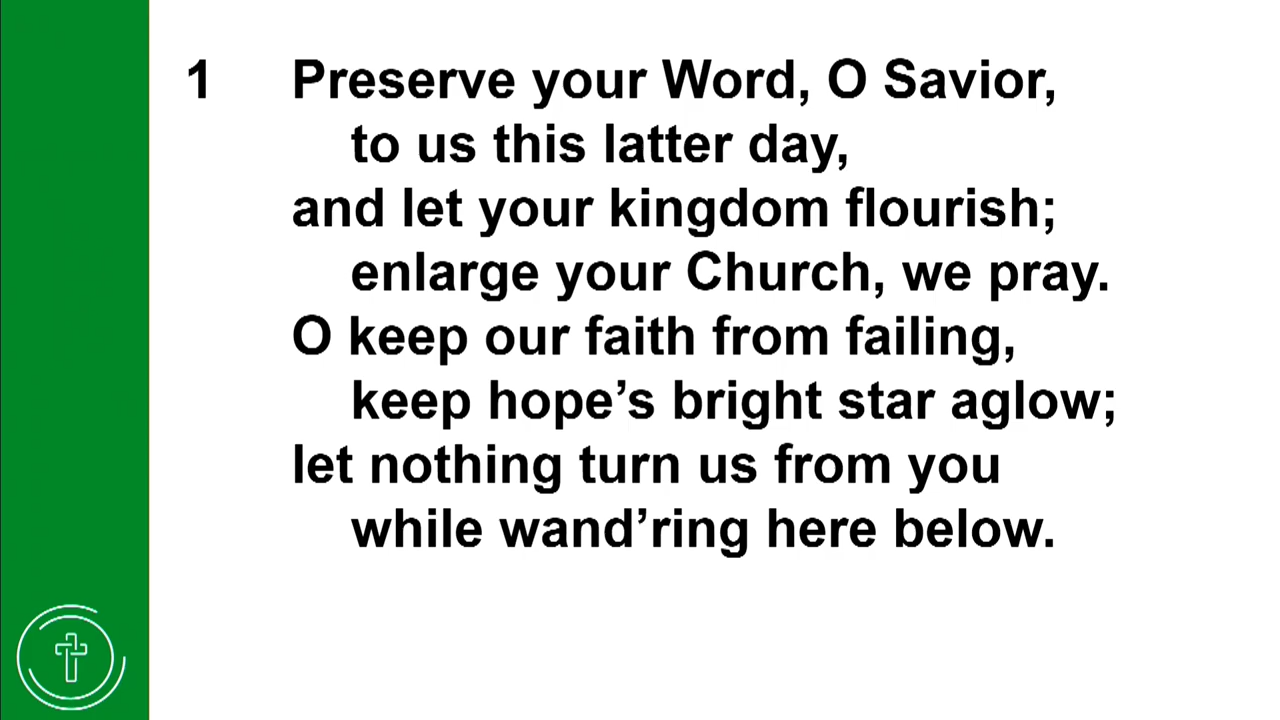 1 Preserve your Word, O Savior,
to us this latter day,
and let your kingdom flourish;
enlarge your Church, we pray.
O keep our faith from failing,
keep hope’s bright star aglow;
let nothing turn us from you
while wand’ring here below.